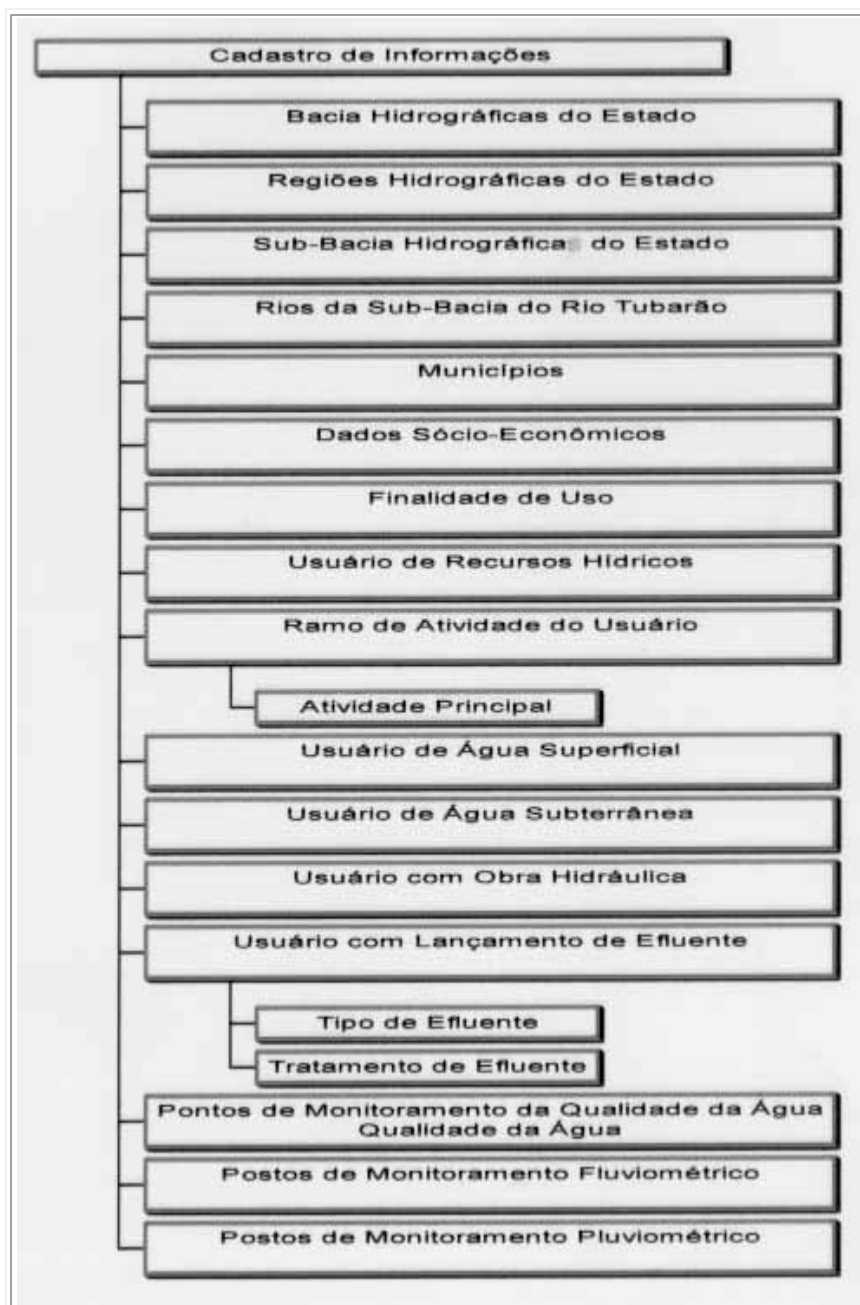 Cadastro de Informações
Bacia Hidrográficas do Estado
Regiões Hidrográficas do Estado
Sub-Bacia Hidrográficas do Estado
Rios da Sub-Bacia do Rio Tubarão
Municípios
Dados Sócio-Econômicos
Finalidade de Uso
Usuário de Recursos Hídricos
Ramo de Atividade do Usuário
Atividade Principal
Usuário de Água Superficial
Usuário de Água Subterrânea
Usuário com Obra Hidráulica
Usuário com Lançamento de Efluente
Tipo de Efluente
Tratamento de Efluente
Pontos de Monitoramento da Qualidade da Água
Qualidade da Água
Postos de Monitoramento Fluviométrico
Postos de Monitoramento Pluviométrico